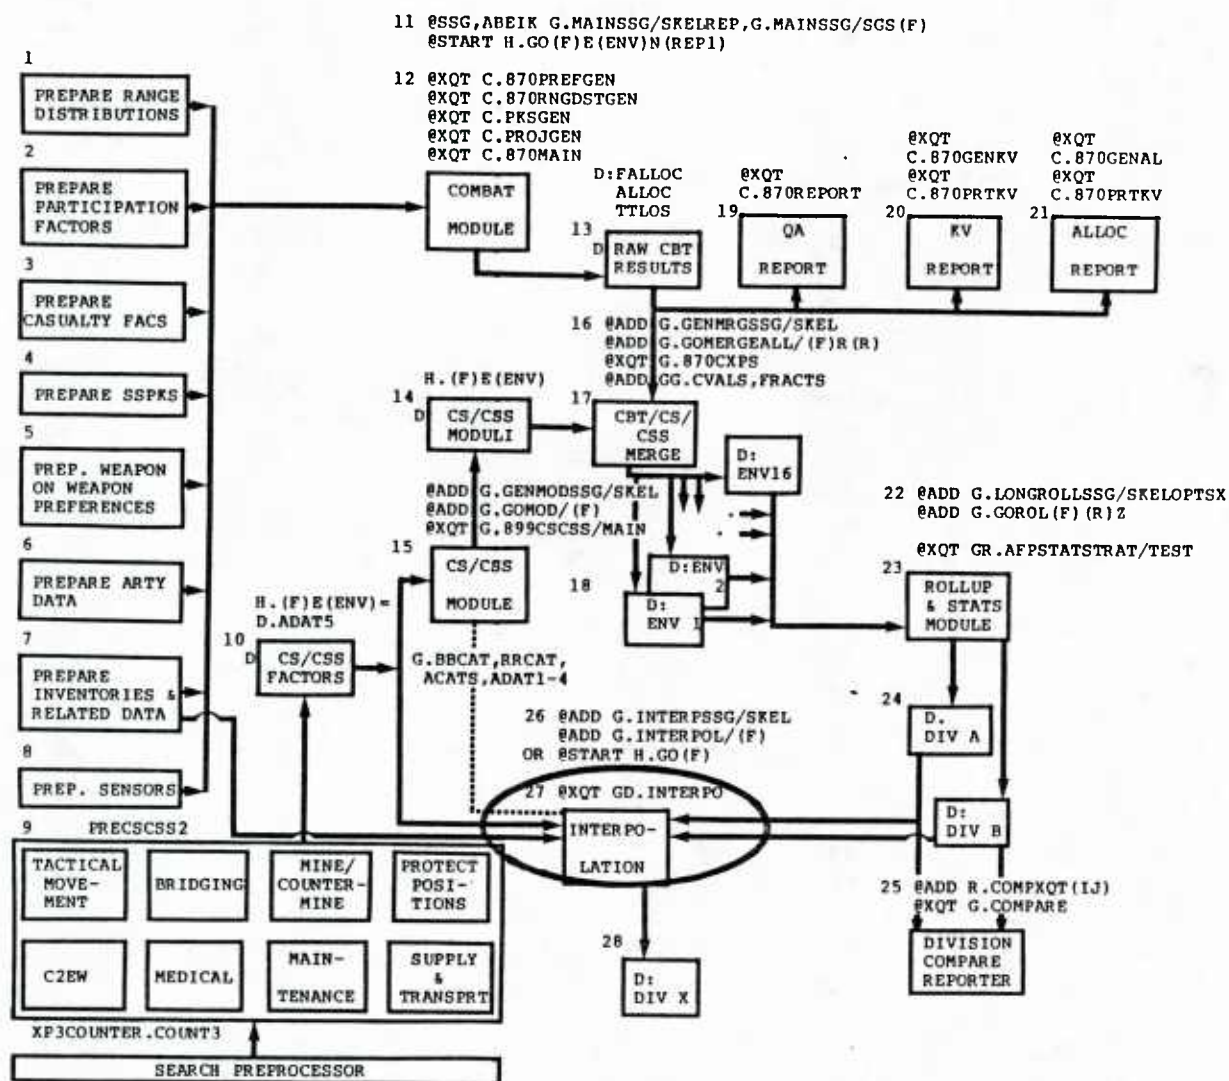 11 @SSG,ABEIK G.MAINSSG/SKELREP,G.MAINSSG/SGS(F)
@START H.GO(F)E(ENV)N(REP1)
1
PREPARE RANGE
DISTRIBUTIONS
2
PREPARE
PARTICIPATION
FACTORS
3
PREPARE
CASUALTY FACS
4
PREPARE SSPKS
5
PREP. WEAPON
ON WEAPON
PREFERENCES
6
PREPARE ARTY
DATA
7
PREPARE
INVENTORIES &
RELATED DATA
8
PREP. SENSORS
12 @XQT C.870PREFGEN
@XQT C.870RNGDSTGEN
@XQT C.PKSGEN
@XQT C.PROJGEN
@XQT C.870MAIN
COMBAT
MODULE
D:FALLOC
ALLOC
TTLOS
13
D RAW CBT
RESULTS
@XQT
C.870REPORT
19
QA
REPORT
@XQT
C.870GENKV
@XQT
C.870PRTKV
20
KV
REPORT
@XQT
C.870GENAL
@XQT
C.870PRTKV
21
ALLOC
REPORT
16 @ADD G.GENMRGSSG/SKEL
@ADD G.GOMERGEALL/(F)R(R)
@XQT G.870CXPS
@ADD GG.CVALS,FRACTS
H.(F)E(ENV)
14
D CS/CSS
MODULI
17
CBT/CS/
CSS
MERGE
D:
ENV16
@ADD G.GENMODSSG/SKEL
@ADD G.GOMOD/(F)
@XQT G.899CSCSS/MAIN
15
CS/CSS
MODULE
18
D:ENV
2
D:
ENV 1
22 @ADD G.LONGROLLSSG/SKELOPTSX
@ADD G.GOROL(F)(R)Z
@XQT GR.AFPSTATSTRAT/TEST
23
ROLLUP
& STATS
MODULE
H.(F)E(ENV)=
D.ADAT5
10
D CS/CSS
FACTORS
G.BBCAT,RRCAT,
ACATS,ADAT1-4
24
D.
DIV A
26 @ADD G.INTERPSSG/SKEL
@ADD G.INTERPOL/(F)
OR @START H.GO(F)
27 @XQT GD.INTERPO
INTERPO-
LATION
D:
DIV B
25 @ADD R.COMPXQT(IJ)
@XQT G.COMPARE
DIVISION
COMPARE
REPORTER
28
D:
DIV X
9 PRECSCSS2
TACTICAL
MOVE-
MENT
BRIDGING
MINE/
COUNTER-
MINE
PROTECT
POSI-
TIONS
C2EW
MEDICAL
MAIN-
TENANCE
SUPPLY
&
TRANSPRT
XP3COUNTER.COUNT3
SEARCH PREPROCESSOR